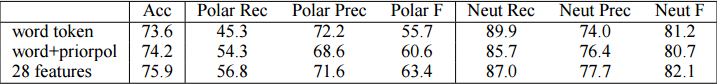 Acc Polar Rec Polar Prec Polar F Neut Rec Neut Prec Neut F
word token 73.6 45.3 72.2 55.7 89.9 74.0 81.2
word+priorpol 74.2 54.3 68.6 60.6 85.7 76.4 80.7
28 features 75.9 56.8 71.6 63.4 87.0 77.7 82.1